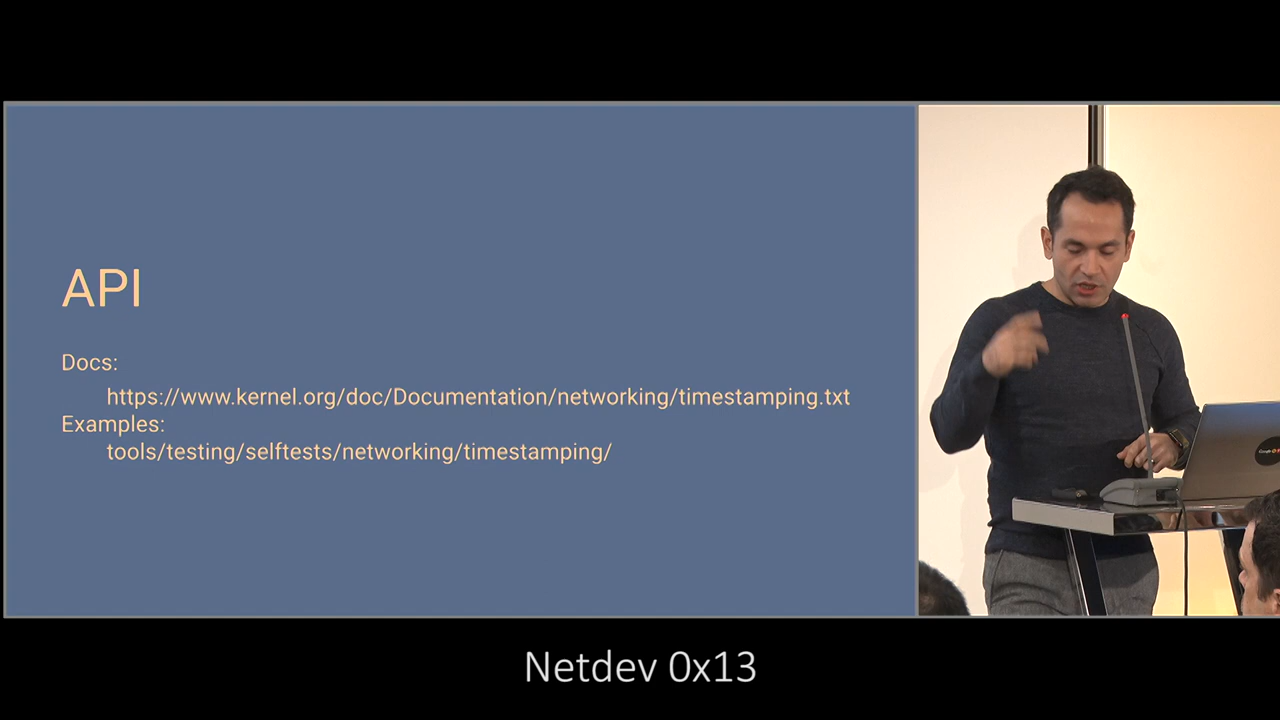 API
Docs:
https://www.kernel.org/doc/Documentation/networking/timestamping.txt
Examples:
tools/testing/selftests/networking/timestamping/
Google
Netdev 0x13